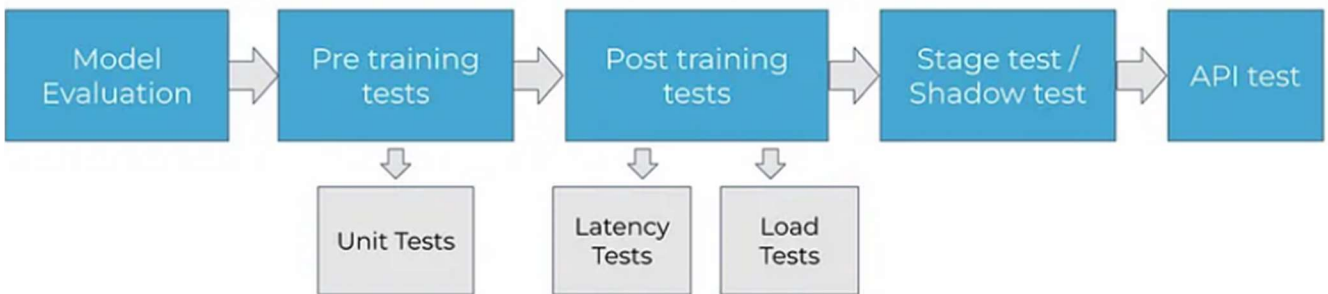 Model
Evaluation
Pre training
tests
Post training
tests
Stage test /
Shadow test
API test
Unit Tests
Latency
Tests
Load
Tests